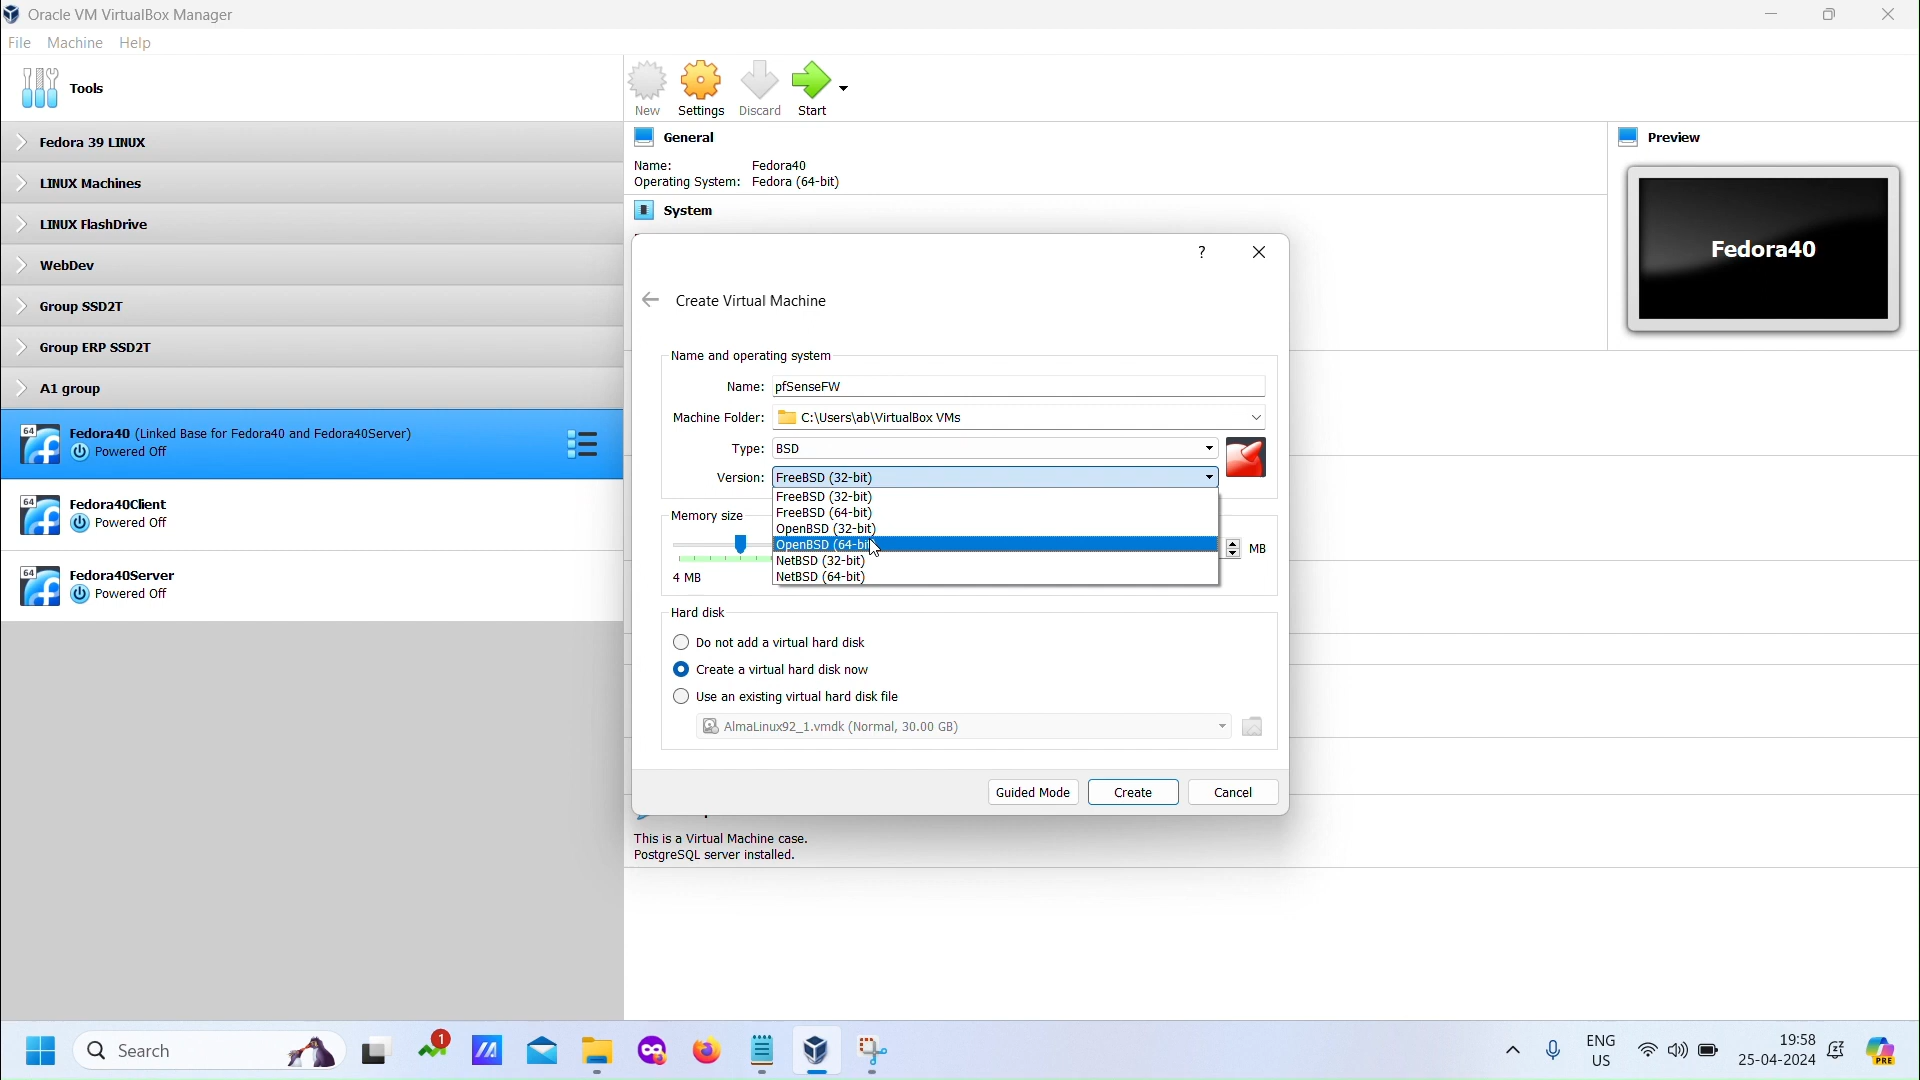 Oracle VM VirtualBox Manager
File Machine Help
Tools
New Settings Discard Start
Fedora 39 LINUX
LINUX Machines
LINUX FlashDrive
WebDev
Group SSD2T
Group ERP SSD2T
A1 group
64 Fedora40 (Linked Base for Fedora40 and Fedora40Server)
Powered Off
64 Fedora40Client
Powered Off
64 Fedora40Server
Powered Off
General
Name: Fedora40
Operating System: Fedora (64-bit)
System
Preview
Fedora40
?
Create Virtual Machine
Name and operating system
Name: pfSenseFW
Machine Folder: C:\Users\ab\VirtualBox VMs
Type: BSD
Version: FreeBSD (32-bit)
FreeBSD (32-bit)
FreeBSD (64-bit)
OpenBSD (32-bit)
OpenBSD (64-bit
NetBSD (32-bit)
NetBSD (64-bit)
Memory size
MB
4 MB
Hard disk
Do not add a virtual hard disk
Create a virtual hard disk now
Use an existing virtual hard disk file
AlmaLinux92_1.vmdk (Normal, 30.00 GB)
Guided Mode Create Cancel
This is a Virtual Machine case.
PostgreSQL server installed.
Search
1
ENG
US
19:58
25-04-2024
PRE